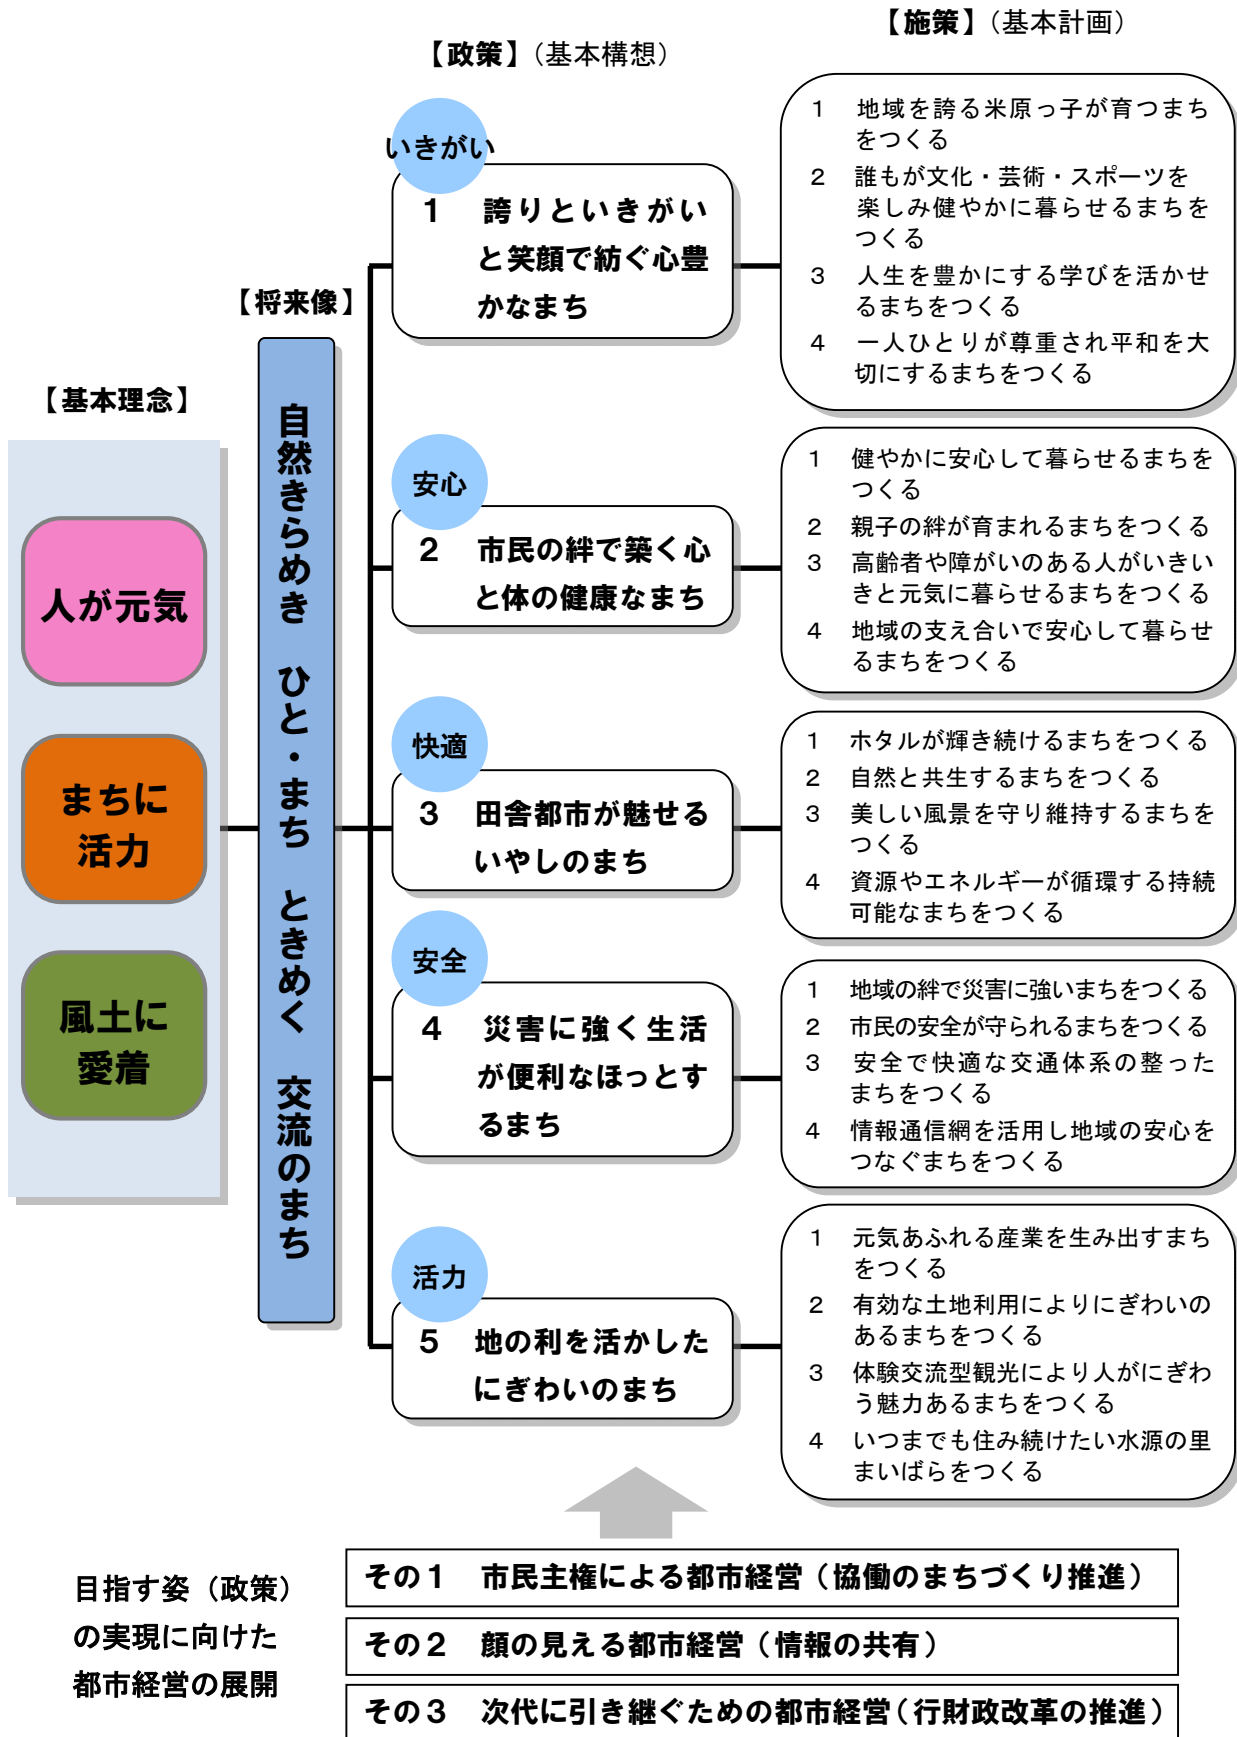 【施策】（基本計画）
【政策】（基本構想）
【将来像】
【基本理念】
人が元気
まちに
活力
風土に
愛着
自然きらめき　ひと・まち　ときめく　交流のまち
いきがい
1　誇りといきがい
と笑顔で紡ぐ心豊
かなまち
1　地域を誇る米原っ子が育つまち
をつくる
2　誰もが文化・芸術・スポーツを
楽しみ健やかに暮らせるまちを
つくる
3　人生を豊かにする学びを活かせ
るまちをつくる
4　一人ひとりが尊重され平和を大
切にするまちをつくる
安心
2　市民の絆で築く心
と体の健康なまち
1　健やかに安心して暮らせるまちを
つくる
2　親子の絆が育まれるまちをつくる
3　高齢者や障がいのある人がいきい
きと元気に暮らせるまちをつくる
4　地域の支え合いで安心して暮らせ
るまちをつくる
快適
3　田舎都市が魅せる
いやしのまち
1　ホタルが輝き続けるまちをつくる
2　自然と共生するまちをつくる
3　美しい風景を守り維持するまちを
つくる
4　資源やエネルギーが循環する持続
可能なまちをつくる
安全
4　災害に強く生活
が便利なほっとす
るまち
1　地域の絆で災害に強いまちをつくる
2　市民の安全が守られるまちをつくる
3　安全で快適な交通体系の整った
まちをつくる
4　情報通信網を活用し地域の安心を
つなぐまちをつくる
活力
5　地の利を活かした
にぎわいのまち
1　元気あふれる産業を生み出すまち
をつくる
2　有効な土地利用によりにぎわいの
あるまちをつくる
3　体験交流型観光により人がにぎわ
う魅力あるまちをつくる
4　いつまでも住み続けたい水源の里
まいばらをつくる
目指す姿（政策）
の実現に向けた
都市経営の展開
その1　市民主権による都市経営（協働のまちづくり推進）
その2　顔の見える都市経営（情報の共有）
その3　次代に引き継ぐための都市経営（行財政改革の推進）